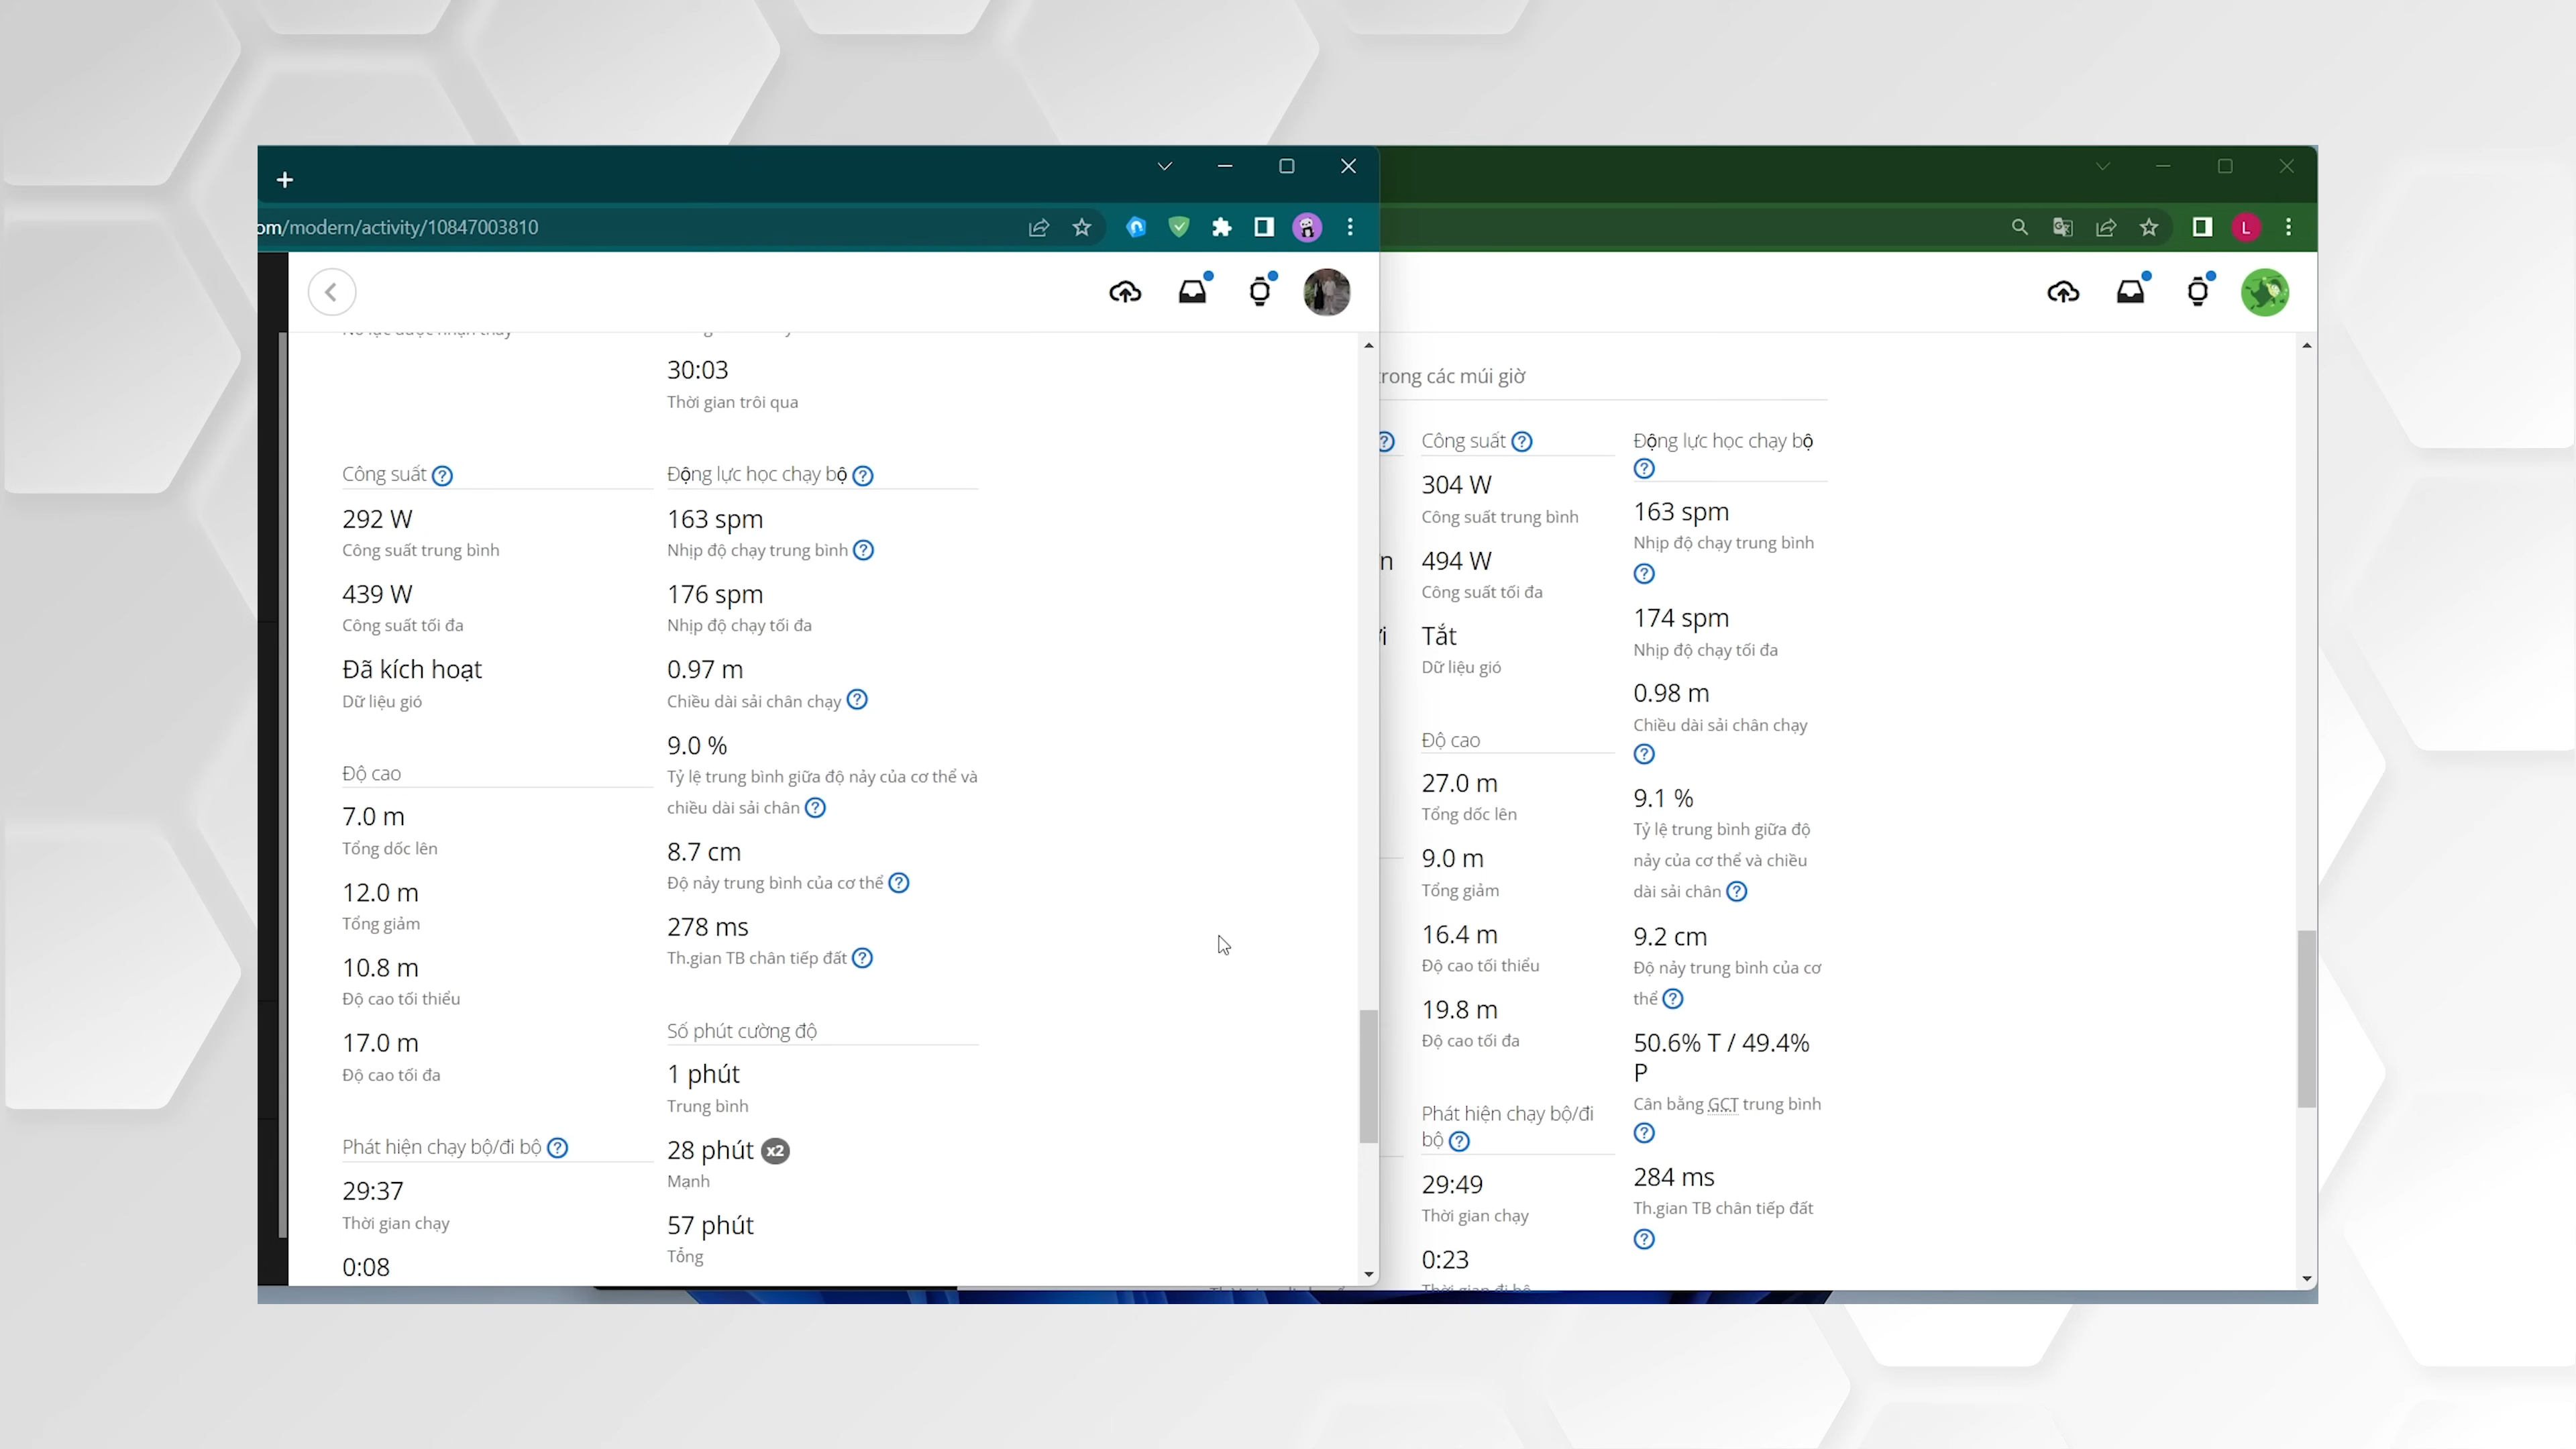 om/modern/activity/10847003810
L
30:03
Thời gian trôi qua
Công suất ?
292 W
Công suất trung bình
439 W
Công suất tối đa
Đã kích hoạt
Dữ liệu gió
Độ cao
7.0 m
Tổng dốc lên
12.0 m
Tổng giảm
10.8 m
Độ cao tối thiểu
17.0 m
Độ cao tối đa
Phát hiện chạy bộ/đi bộ ?
29:37
Thời gian chạy
0:08
Động lực học chạy bộ ?
163 spm
Nhịp độ chạy trung bình ?
176 spm
Nhịp độ chạy tối đa
0.97 m
Chiều dài sải chân chạy ?
9.0 %
Tỷ lệ trung bình giữa độ nảy của cơ thể và
chiều dài sải chân ?
8.7 cm
Độ nảy trung bình của cơ thể ?
278 ms
Th.gian TB chân tiếp đất ?
Số phút cường độ
1 phút
Trung bình
28 phút x2
Mạnh
57 phút
Tổng
trong các múi giờ
?
n
Công suất ?
304 W
Công suất trung bình
494 W
Công suất tối đa
Tắt
Dữ liệu gió
Độ cao
27.0 m
Tổng dốc lên
9.0 m
Tổng giảm
16.4 m
Độ cao tối thiểu
19.8 m
Độ cao tối đa
Phát hiện chạy bộ/đi
bộ ?
29:49
Thời gian chạy
0:23
Thời gian đi bộ
Động lực học chạy bộ
?
163 spm
Nhịp độ chạy trung bình
?
174 spm
Nhịp độ chạy tối đa
0.98 m
Chiều dài sải chân chạy
?
9.1 %
Tỷ lệ trung bình giữa độ
nảy của cơ thể và chiều
dài sải chân ?
9.2 cm
Độ nảy trung bình của cơ
thể ?
50.6% T / 49.4%
P
Cân bằng GCT trung bình
?
284 ms
Th.gian TB chân tiếp đất
?